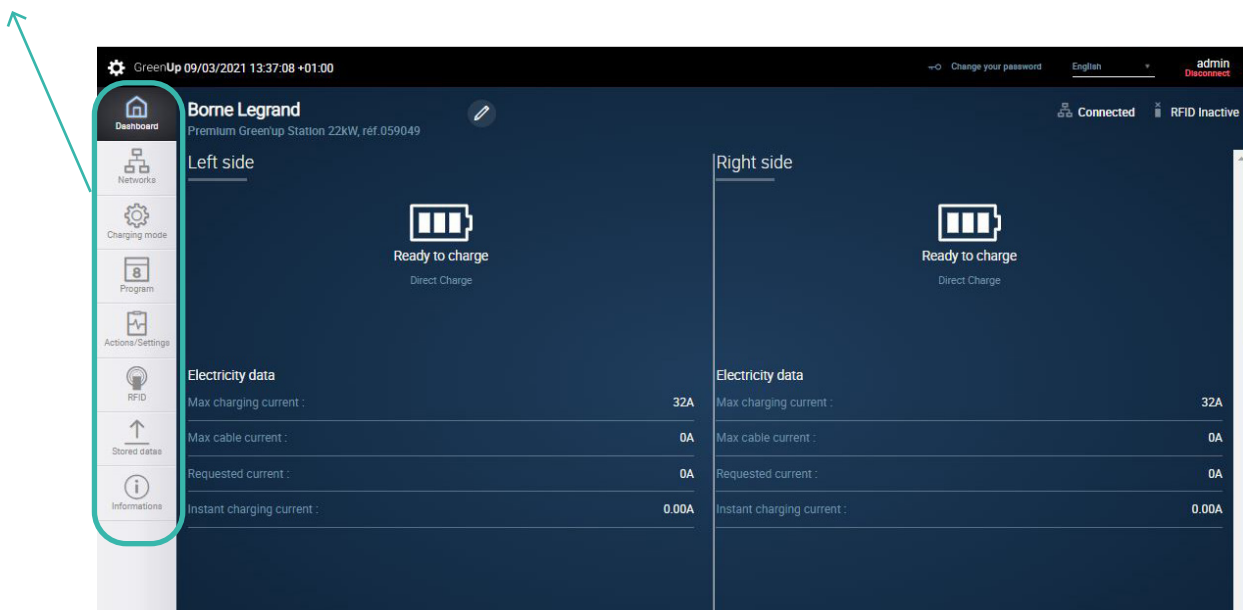 GreenUp 09/03/2021 13:37:08 +01:00
Change your password
English
admin
Disconnect
Dashboard
Networks
Charging mode
8
Program
Actions/Settings
RFID
Stored datas
Informations
Borne Legrand
Premium Green'up Station 22kW, réf.059049
Connected
RFID Inactive
Left side
Ready to charge
Direct Charge
Electricity data
Max charging current : 32A
Max cable current : 0A
Requested current : 0A
Instant charging current : 0.00A
Right side
Ready to charge
Direct Charge
Electricity data
Max charging current : 32A
Max cable current : 0A
Requested current : 0A
Instant charging current : 0.00A